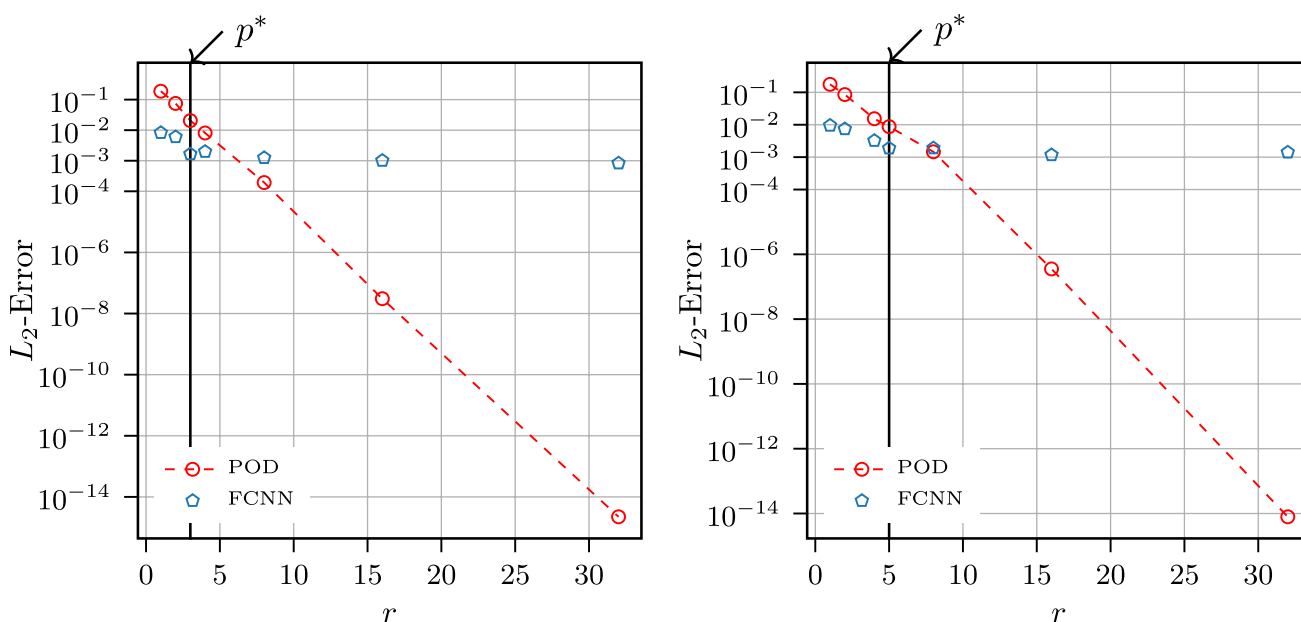 p*
10⁻¹
10⁻²
10⁻³
10⁻⁴
10⁻⁶
10⁻⁸
10⁻¹⁰
10⁻¹²
10⁻¹⁴
L₂-Error
POD
FCNN
0 5 10 15 20 25 30
r
p*
10⁻¹
10⁻²
10⁻³
10⁻⁴
10⁻⁶
10⁻⁸
10⁻¹⁰
10⁻¹²
10⁻¹⁴
L₂-Error
POD
FCNN
0 5 10 15 20 25 30
r